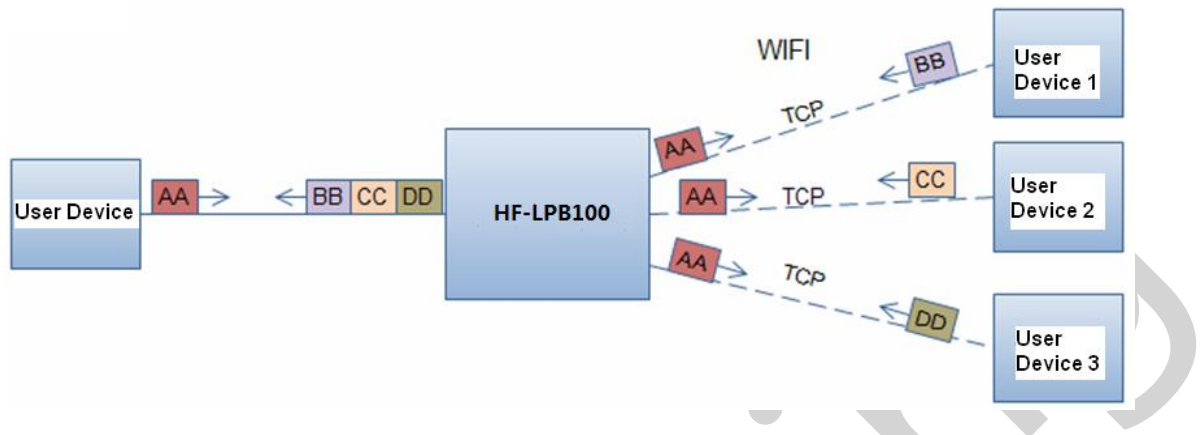 WIFI
User
Device 1
BB
TCP
AA
User Device
AA
BB CC DD
HF-LPB100
AA
TCP
CC
User
Device 2
AA
TCP
DD
User
Device 3